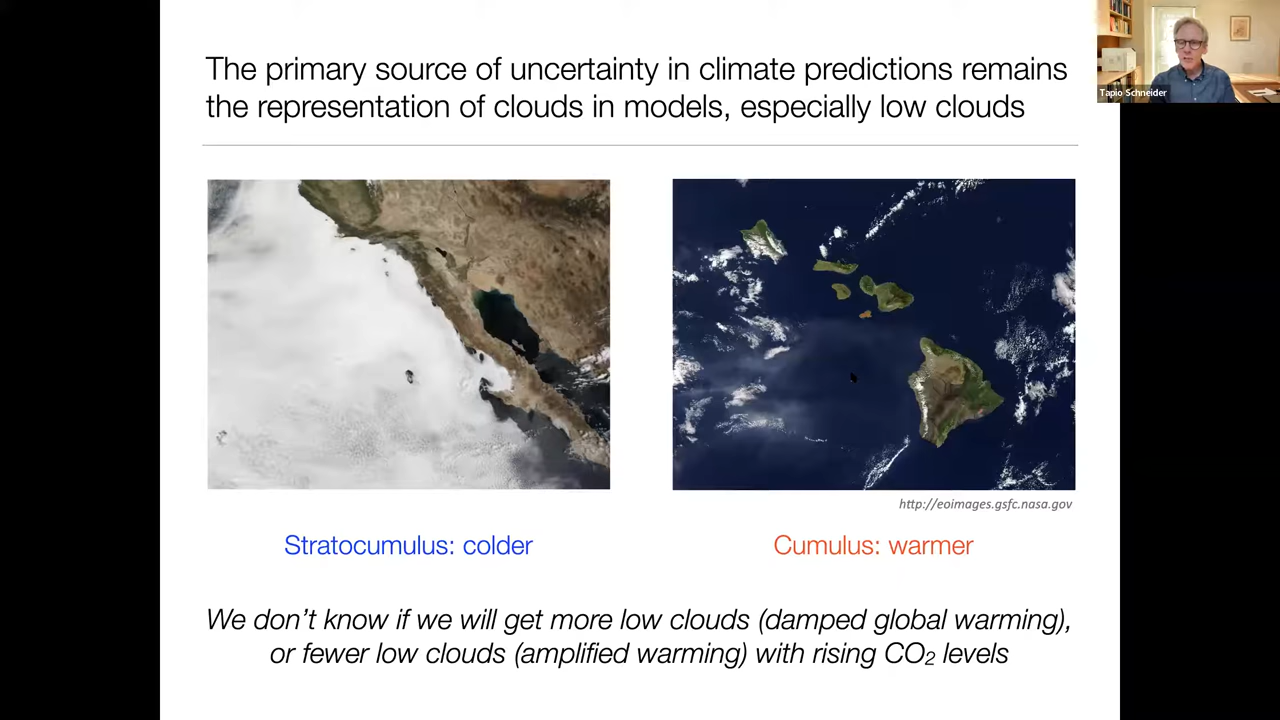 The primary source of uncertainty in climate predictions remains
the representation of clouds in models, especially low clouds
Tapio Schneider
http://eoimages.gsfc.nasa.gov
Stratocumulus: colder
Cumulus: warmer
We don't know if we will get more low clouds (damped global warming),
or fewer low clouds (amplified warming) with rising CO₂ levels